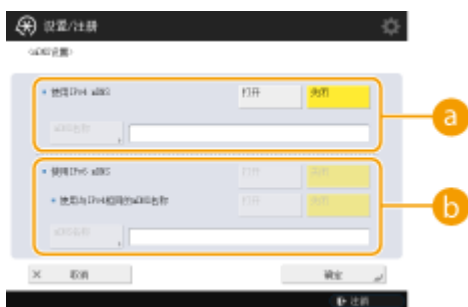 设置/注册
<mDNS设置>
使用IPv4 mDNS
打开
关闭
mDNS名称
a
使用IPv6 mDNS
打开
关闭
使用与IPv4相同的mDNS名称
打开
关闭
mDNS名称
b
× 取消
确定
注销